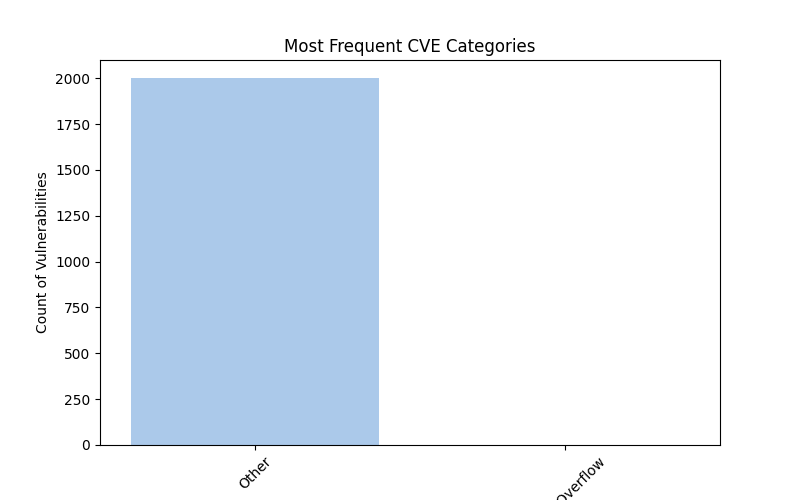 Most Frequent CVE Categories
Count of Vulnerabilities
2000
1750
1500
1250
1000
750
500
250
0
Other
Overflow